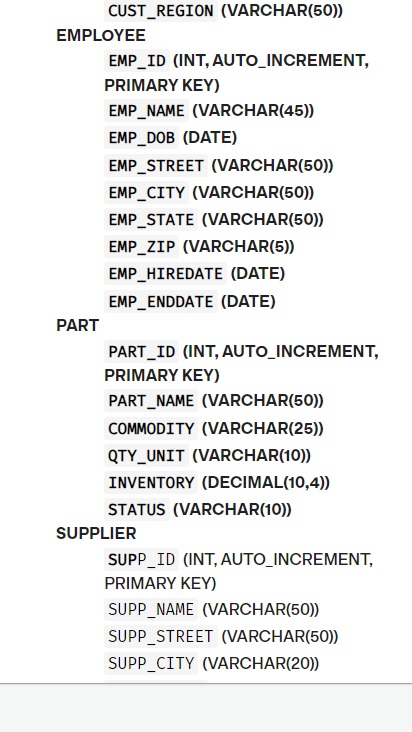 CUST_REGION (VARCHAR(50))
EMPLOYEE
EMP_ID (INT, AUTO_INCREMENT,
PRIMARY KEY)
EMP_NAME (VARCHAR(45))
EMP_DOB (DATE)
EMP_STREET (VARCHAR(50))
EMP_CITY (VARCHAR(50))
EMP_STATE (VARCHAR(50))
EMP_ZIP (VARCHAR(5))
EMP_HIREDATE (DATE)
EMP_ENDDATE (DATE)
PART
PART_ID (INT, AUTO_INCREMENT,
PRIMARY KEY)
PART_NAME (VARCHAR(50))
COMMODITY (VARCHAR(25))
QTY_UNIT (VARCHAR(10))
INVENTORY (DECIMAL(10,4))
STATUS (VARCHAR(10))
SUPPLIER
SUPP_ID (INT, AUTO_INCREMENT,
PRIMARY KEY)
SUPP_NAME (VARCHAR(50))
SUPP_STREET (VARCHAR(50))
SUPP_CITY (VARCHAR(20))